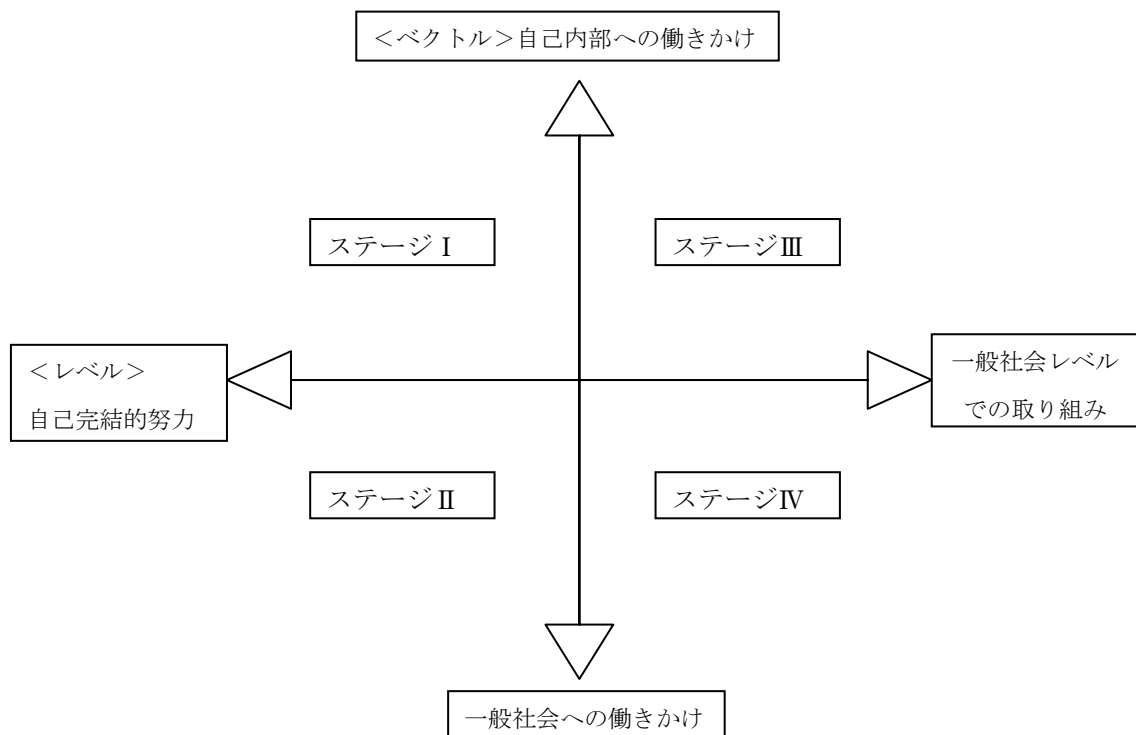 ＜ベクトル＞自己内部への働きかけ
ステージⅠ
ステージⅢ
＜レベル＞
自己完結的努力
一般社会レベル
での取り組み
ステージⅡ
ステージⅣ
一般社会への働きかけ